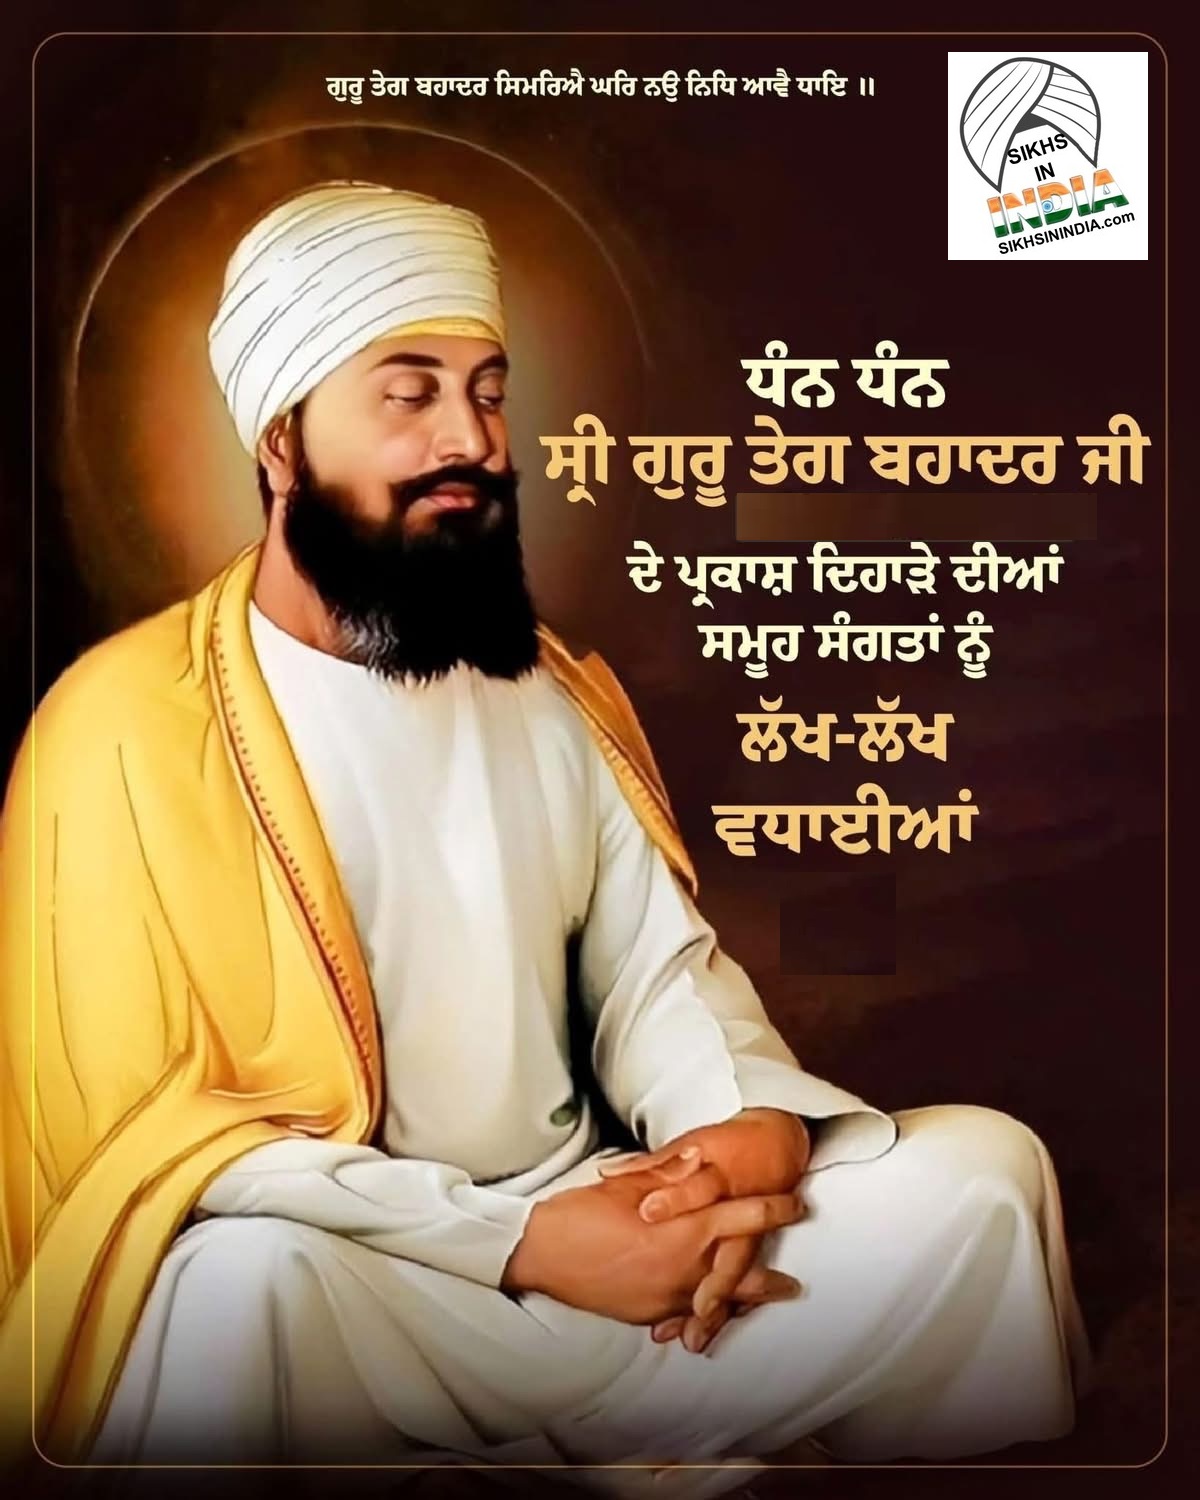 ਗੁਰੂ ਤੇਗ ਬਹਾਦਰ ਸਿਮਰਿਐ ਘਰਿ ਨਉ ਨਿਧਿ ਆਵੈ ਧਾਇ ॥
SIKHS
IN
INDIA
SIKHSININDIA.com
ਧੰਨ ਧੰਨ
ਸ੍ਰੀ ਗੁਰੂ ਤੇਗ ਬਹਾਦਰ ਜੀ
ਦੇ ਪ੍ਰਕਾਸ਼ ਦਿਹਾੜੇ ਦੀਆਂ
ਸਮੂਹ ਸੰਗਤਾਂ ਨੂੰ
ਲੱਖ-ਲੱਖ
ਵਧਾਈਆਂ